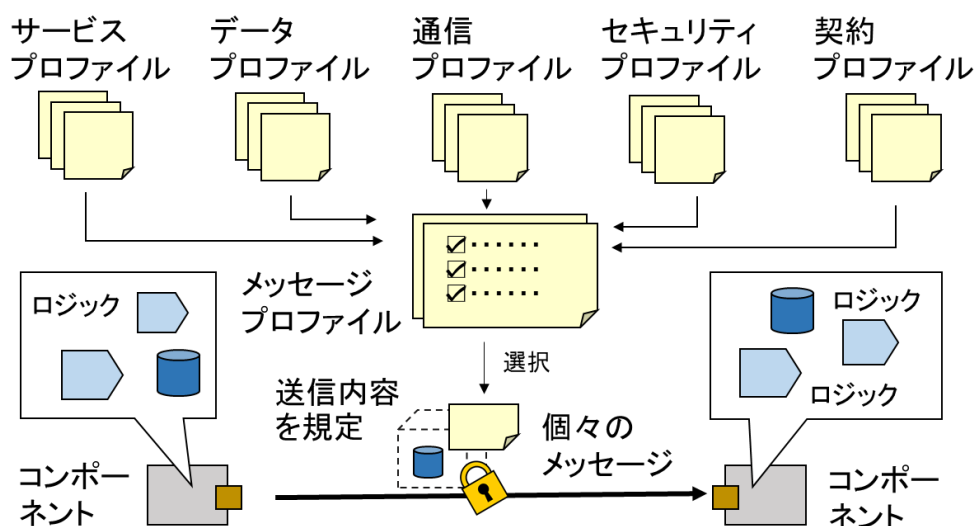 サービス
プロファイル
データ
プロファイル
通信
プロファイル
セキュリティ
プロファイル
契約
プロファイル
メッセージ
プロファイル
ロジック
選択
送信内容
を規定
個々の
メッセージ
ロジック
ロジック
コンポー
ネント
コンポー
ネント